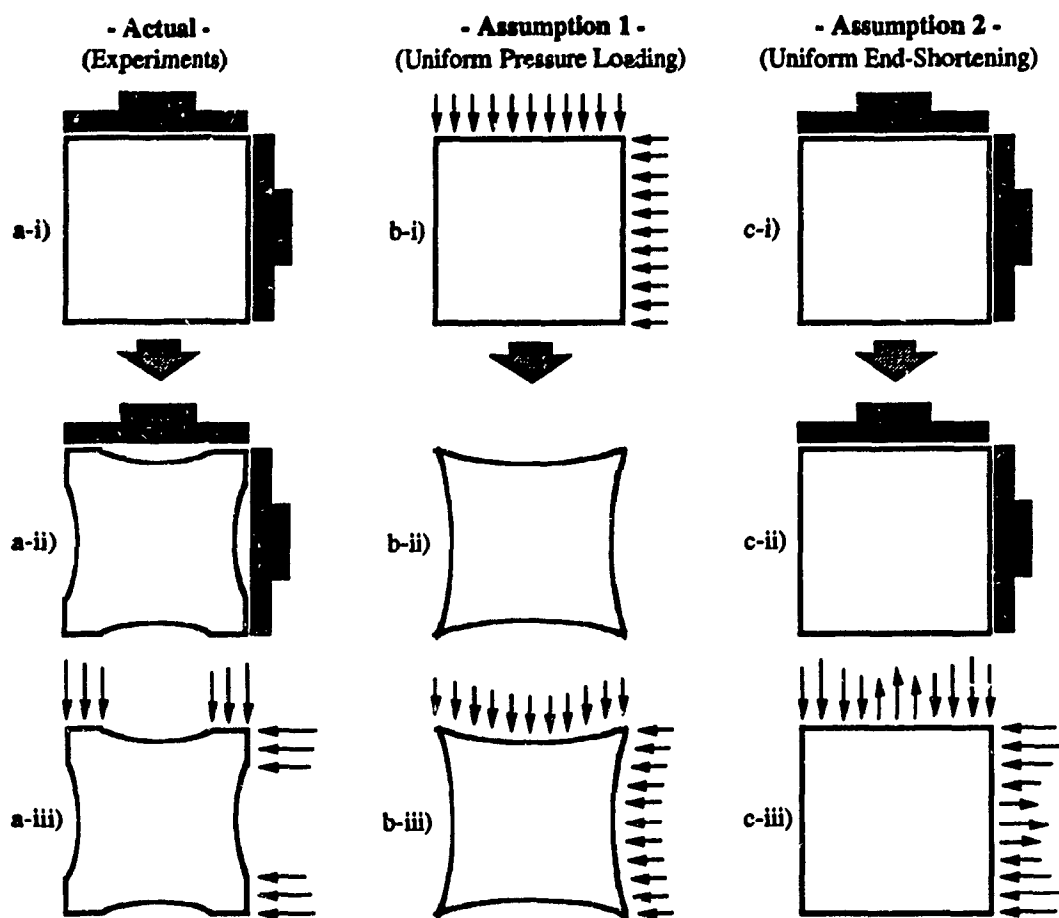 - Actual -
(Experiments)
- Assumption 1 -
(Uniform Pressure Loading)
- Assumption 2 -
(Uniform End-Shortening)
a-i)
b-i)
c-i)
a-ii)
b-ii)
c-ii)
a-iii)
b-iii)
c-iii)